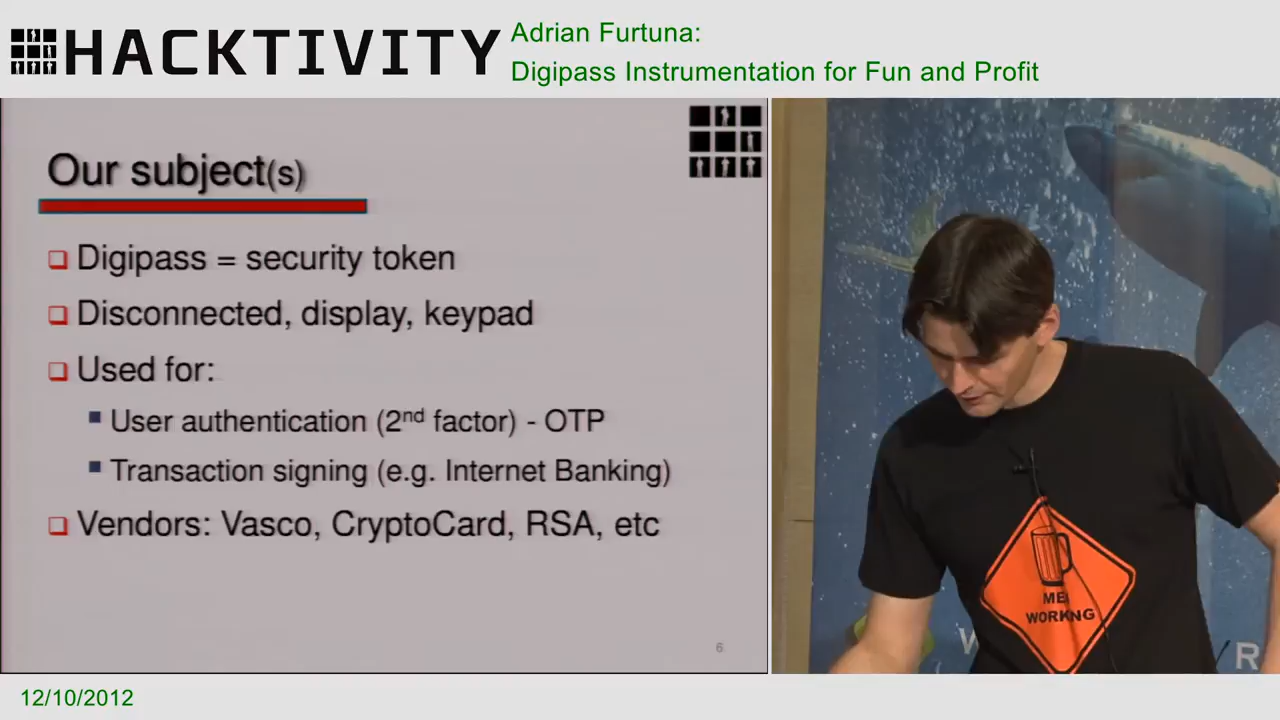 HACKTIVITY
Adrian Furtuna:
Digipass Instrumentation for Fun and Profit
Our subject(s)
Digipass = security token
Disconnected, display, keypad
Used for:
User authentication (2nd factor) - OTP
Transaction signing (e.g. Internet Banking)
Vendors: Vasco, CryptoCard, RSA, etc
6
WORKING
R
12/10/2012